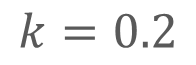 k = 0.2